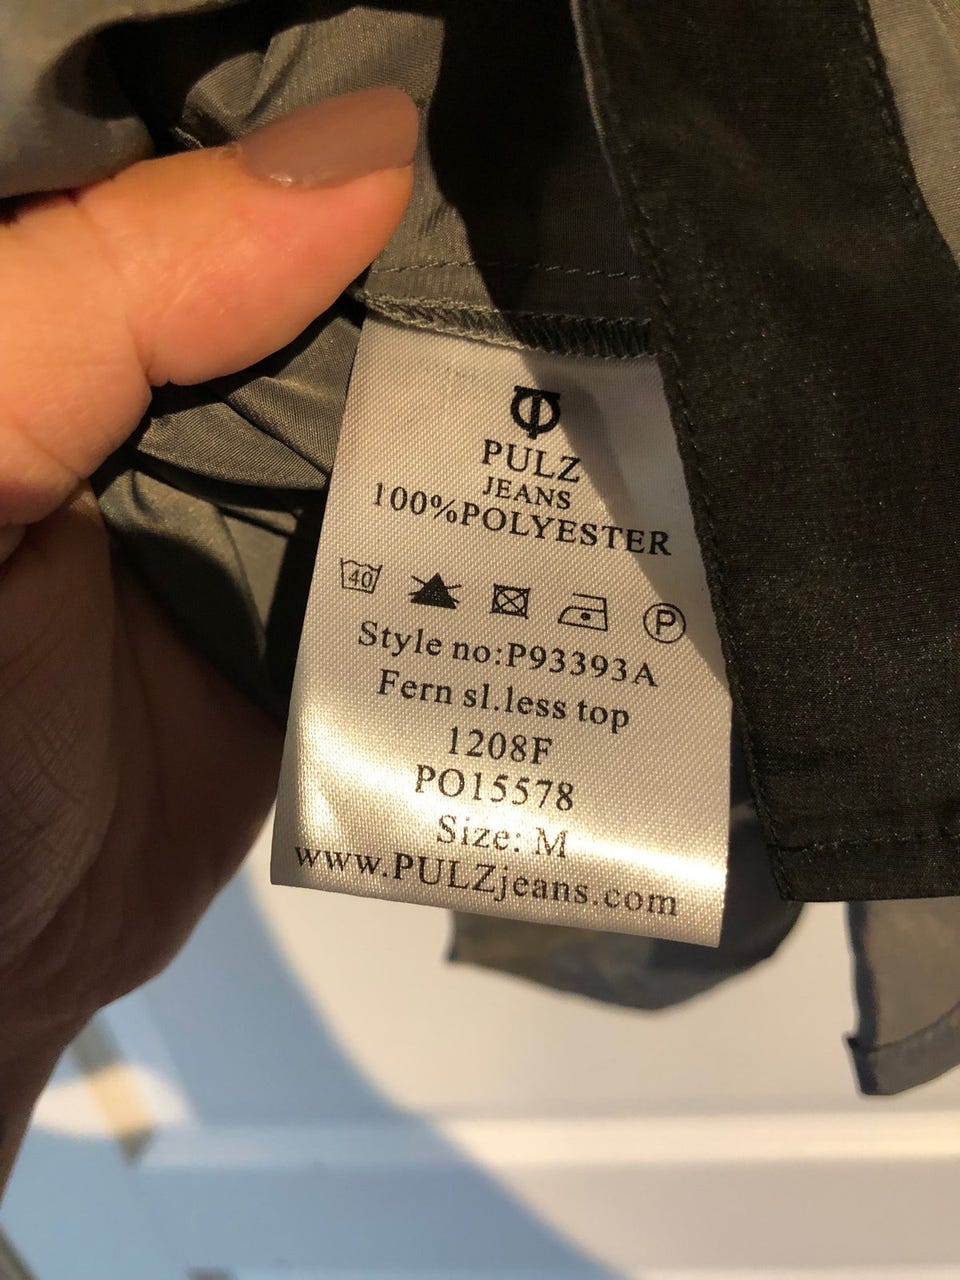 PULZ
JEANS
100%POLYESTER
40 P
Style no:P93393A
Fern sl.less top
1208F
PO15578
Size: M
www.PULZjeans.com